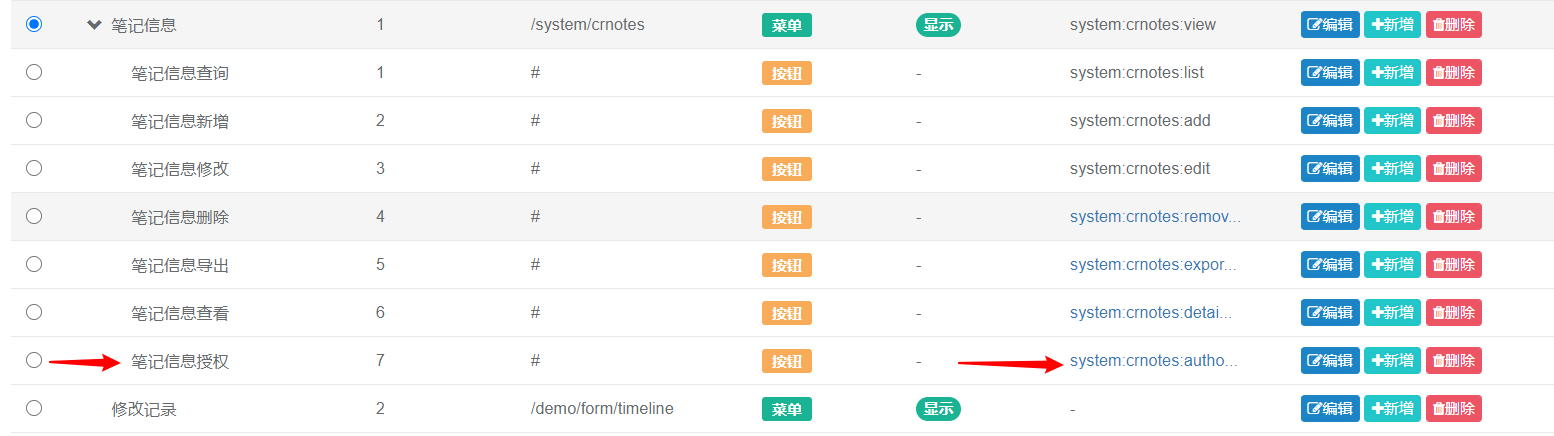 笔记信息 1 /system/crnotes 菜单 显示 system:crnotes:view 编辑 新增 删除
笔记信息查询 1 # 按钮 - system:crnotes:list 编辑 新增 删除
笔记信息新增 2 # 按钮 - system:crnotes:add 编辑 新增 删除
笔记信息修改 3 # 按钮 - system:crnotes:edit 编辑 新增 删除
笔记信息删除 4 # 按钮 - system:crnotes:remov... 编辑 新增 删除
笔记信息导出 5 # 按钮 - system:crnotes:expor... 编辑 新增 删除
笔记信息查看 6 # 按钮 - system:crnotes:detai... 编辑 新增 删除
笔记信息授权 7 # 按钮 - system:crnotes:autho... 编辑 新增 删除
修改记录 2 /demo/form/timeline 菜单 显示 - 编辑 新增 删除